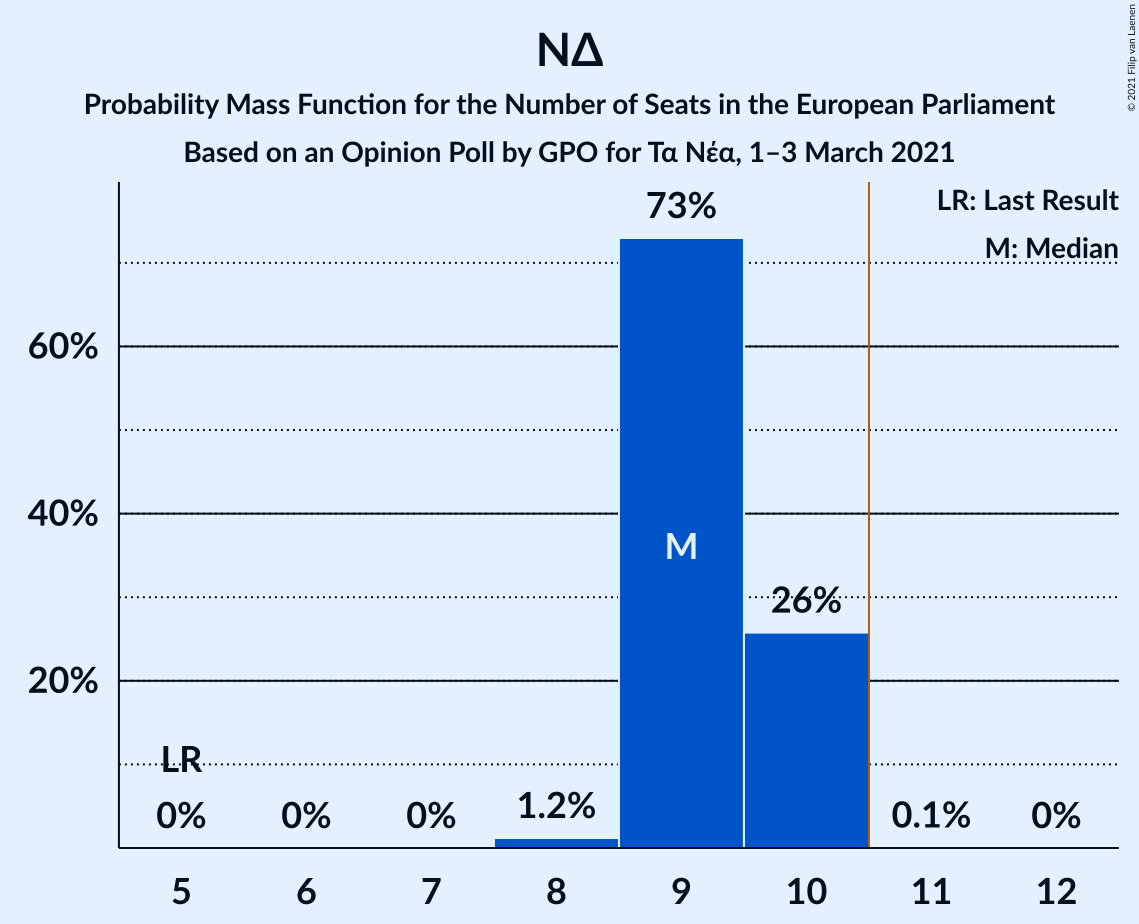 ΝΔ
Probability Mass Function for the Number of Seats in the European Parliament
Based on an Opinion Poll by GPO for Τα Νέα, 1–3 March 2021
© 2021 Filip van Laenen
LR: Last Result
M: Median
73%
60%
40%
M
26%
20%
LR
0%
0%
0%
1.2%
0.1%
0%
5
6
7
8
9
10
11
12